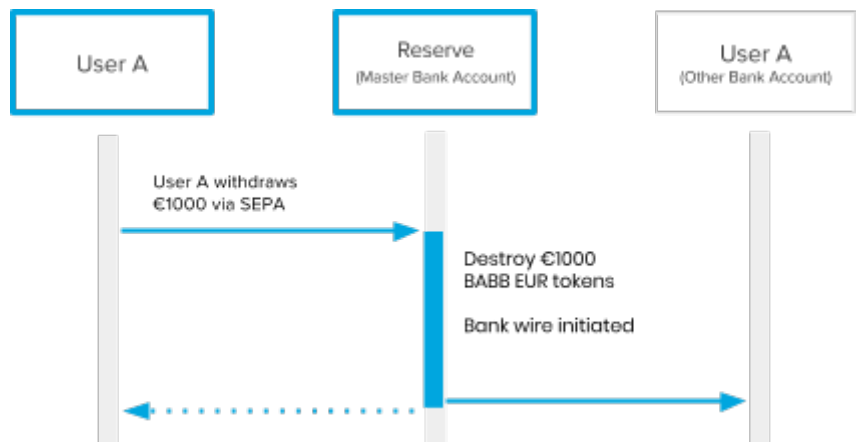 User A
Reserve
(Master Bank Account)
User A
(Other Bank Account)
User A withdraws
€1000 via SEPA
Destroy €1000
BABB EUR tokens
Bank wire initiated